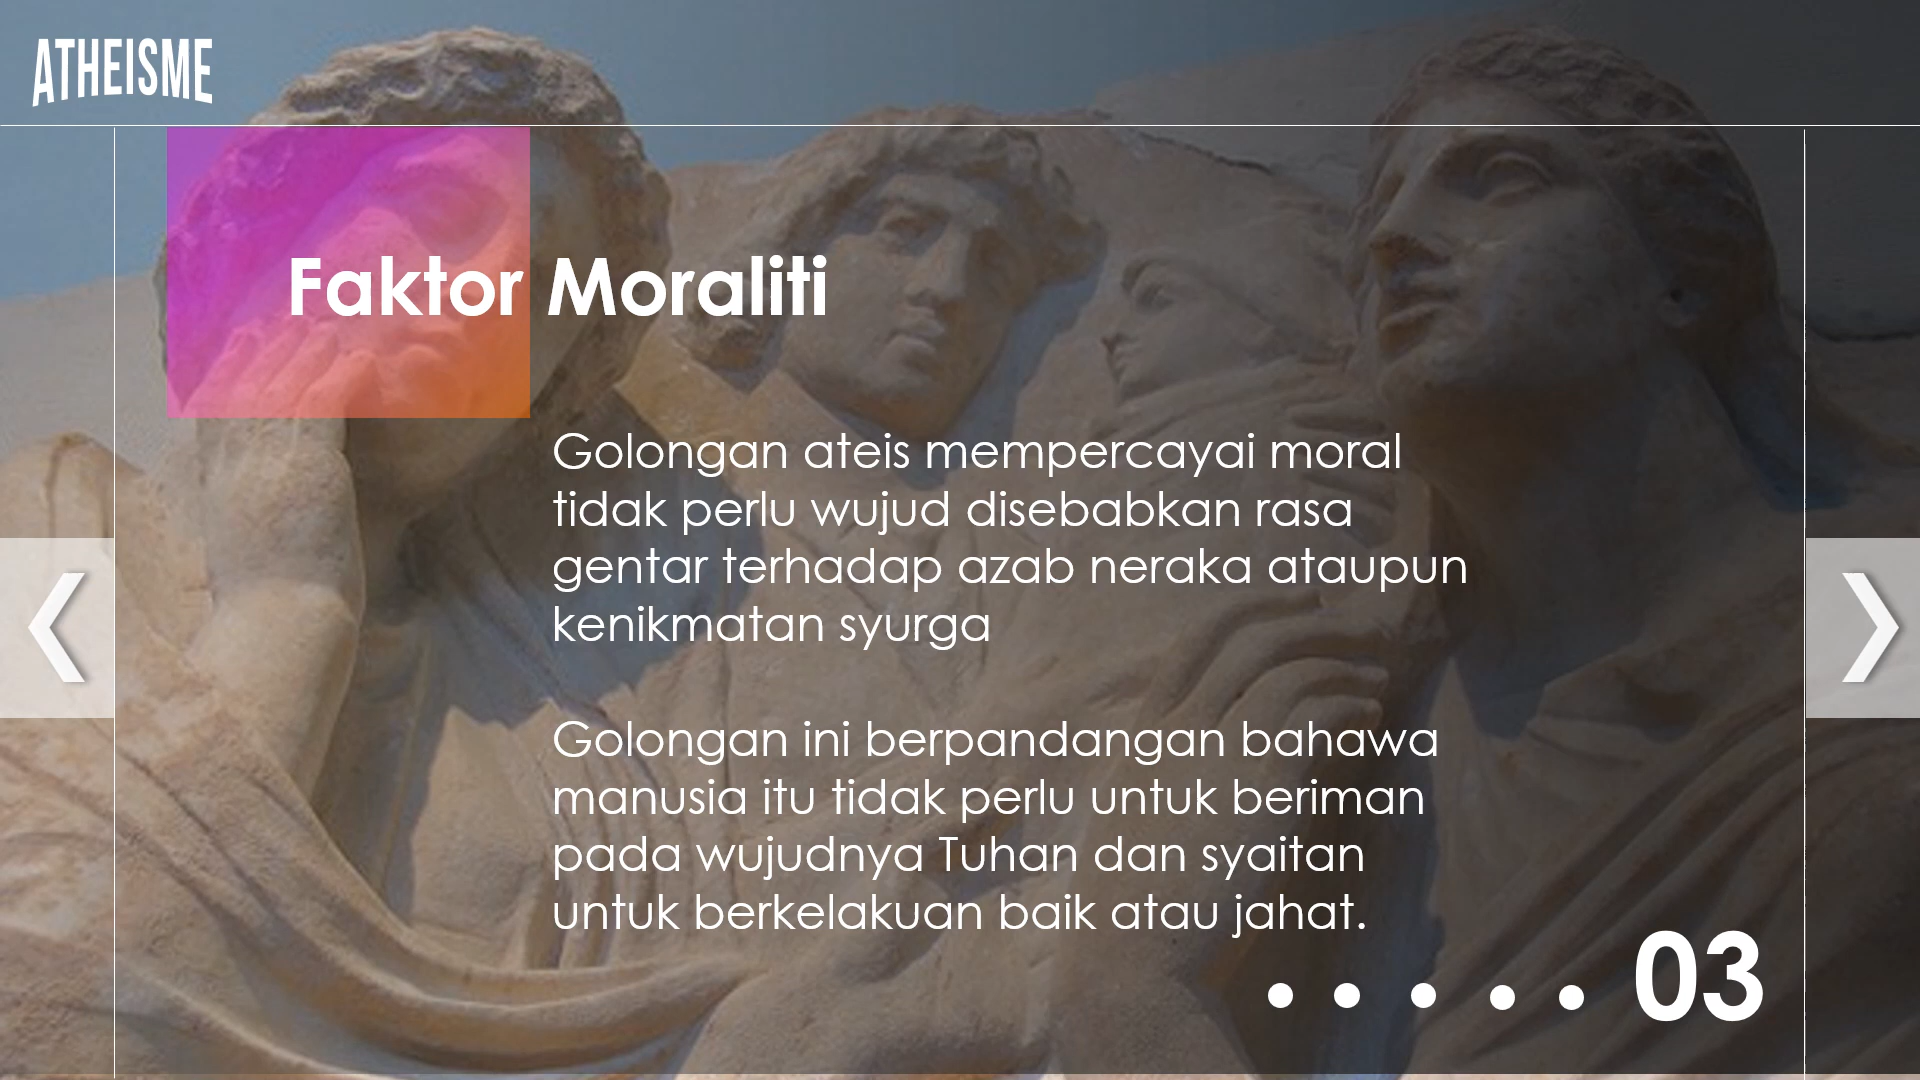 ATHEISME
Faktor Moraliti
Golongan ateis mempercayai moral
tidak perlu wujud disebabkan rasa
gentar terhadap azab neraka ataupun
kenikmatan syurga
Golongan ini berpandangan bahawa
manusia itu tidak perlu untuk beriman
pada wujudnya Tuhan dan syaitan
untuk berkelakuan baik atau jahat.
03